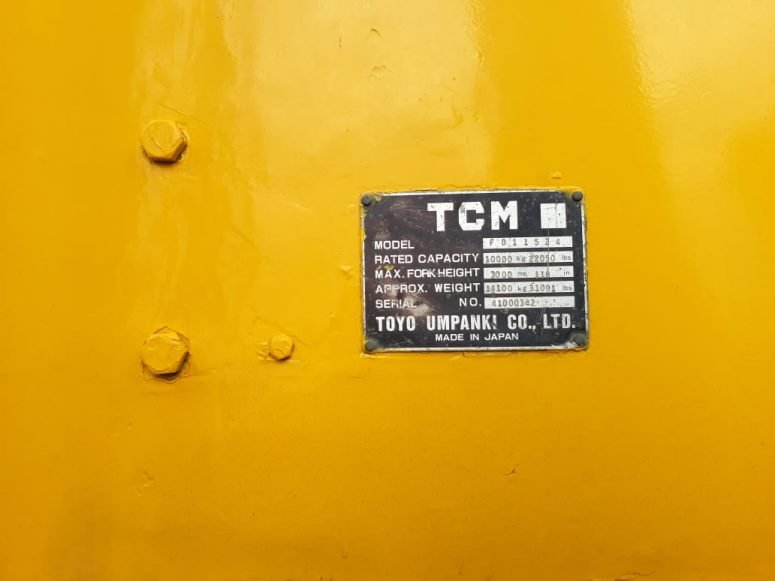 TCM
MODEL FD115Z4
RATED CAPACITY 10000 kg 22050 lbs
MAX. FORK HEIGHT 3000 mm 118 in
APPROX. WEIGHT 14100 kg 31091 lbs
SERIAL NO. 41000342
TOYO UMPANKI CO., LTD.
MADE IN JAPAN